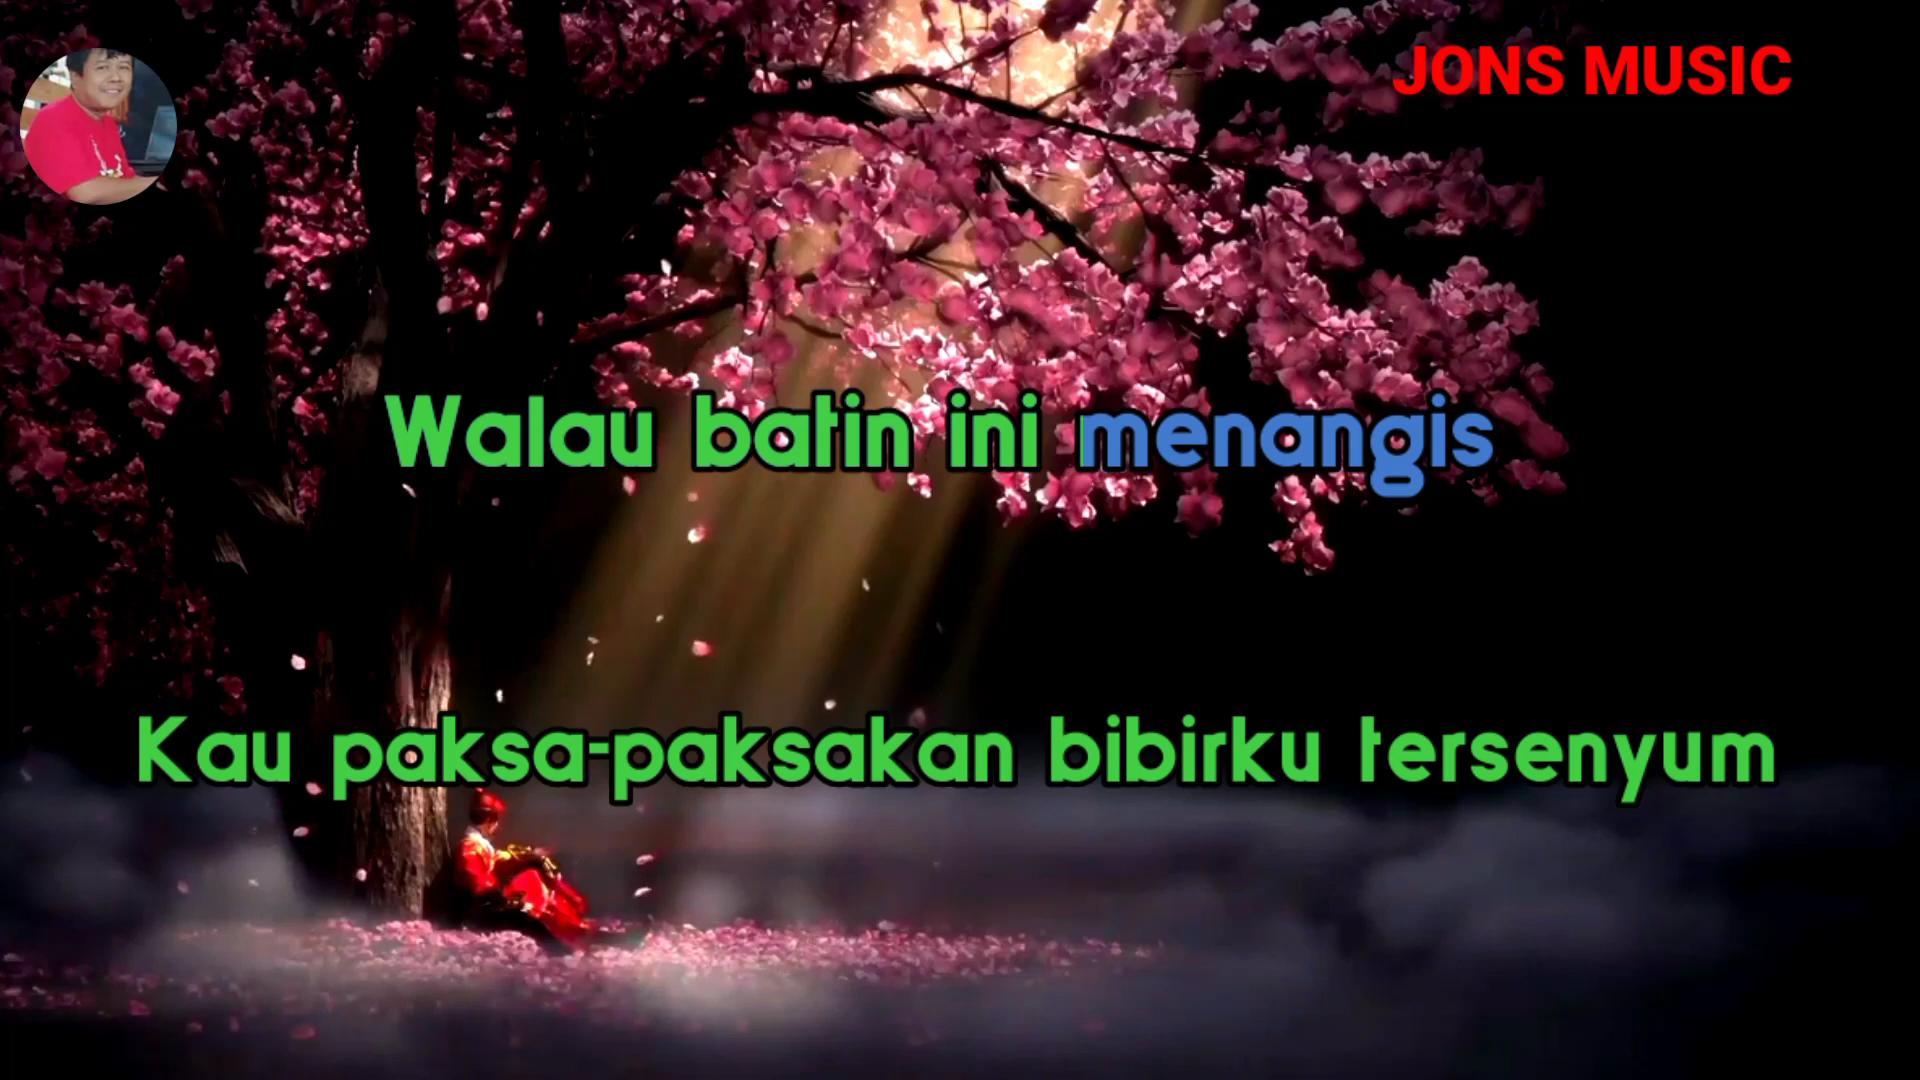 JONS MUSIC
Walau batin ini menangis
Kau paksa-paksakan bibirku tersenyum